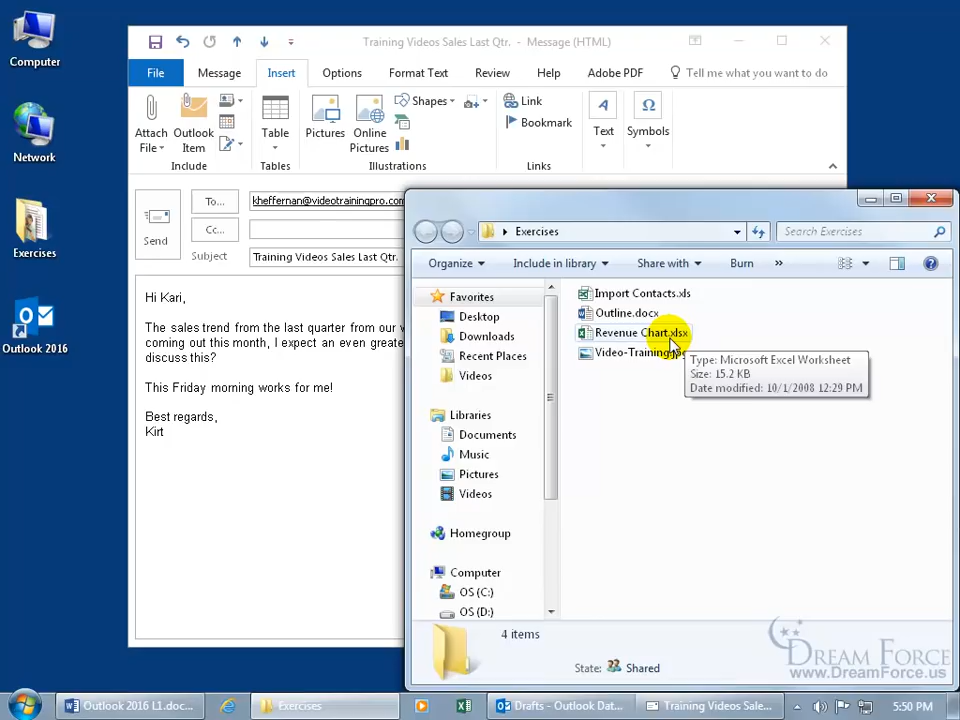 Computer
Network
Exercises
Outlook 2016
Training Videos Sales Last Qtr. - Message (HTML)
File Message Insert Options Format Text Review Help Adobe PDF Tell me what you want to do
Attach File
Outlook Item
Table
Pictures
Online Pictures
Shapes
Link
Bookmark
Text
Symbols
Include Tables Illustrations Links
Send
To... kheffernan@videotrainingpro.com
Cc...
Subject Training Videos Sales Last Qtr.
Hi Kari,
The sales trend from the last quarter from our v
coming out this month, I expect an even greate
discuss this?
This Friday morning works for me!
Best regards,
Kirt
Exercises
Search Exercises
Organize Include in library Share with Burn »
Favorites
Desktop
Downloads
Recent Places
Videos
Libraries
Documents
Music
Pictures
Videos
Homegroup
Computer
OS (C:)
OS (D:)
Import Contacts.xls
Outline.docx
Revenue Chart.xlsx
Video-Training.jpg
Type: Microsoft Excel Worksheet
Size: 15.2 KB
Date modified: 10/1/2008 12:29 PM
4 items
State: Shared
DREAM FORCE
www.DreamForce.us
Outlook 2016 L1.doc... Exercises Drafts - Outlook Dat... Training Videos Sale... 5:50 PM